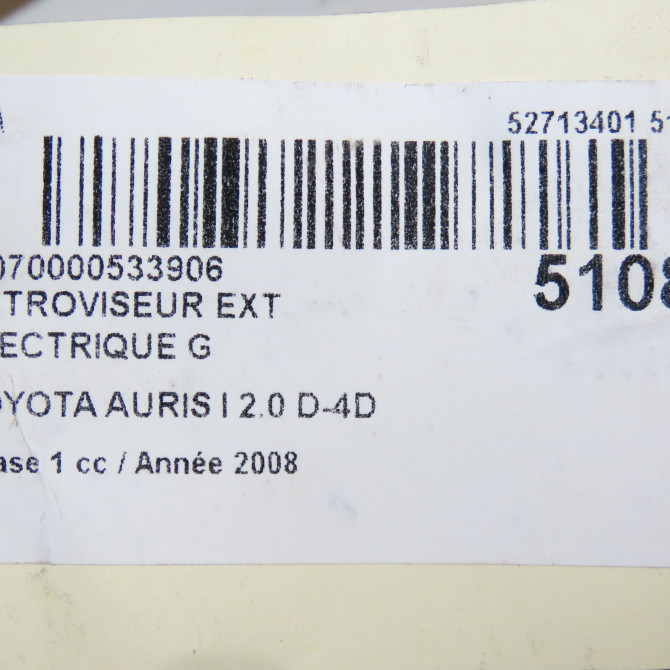 52713401 51
070000533906
TROVISEUR EXT
ECTRIQUE G
5108
OYOTA AURIS I 2.0 D-4D
ase 1 cc / Année 2008